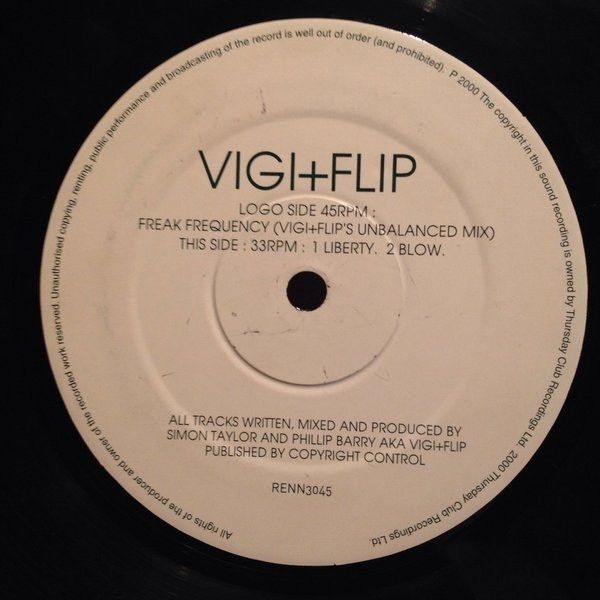 VIGI+FLIP
LOGO SIDE 45RPM :
FREAK FREQUENCY (VIGI+FLIP'S UNBALANCED MIX)
THIS SIDE : 33RPM : 1 LIBERTY. 2 BLOW.
ALL TRACKS WRITTEN, MIXED AND PRODUCED BY
SIMON TAYLOR AND PHILLIP BARRY AKA VIGI+FLIP
PUBLISHED BY COPYRIGHT CONTROL
RENN3045
All rights of the producer and owner of the recorded work reserved. Unauthorised copying, renting, public performance and broadcasting of the record is well out of order (and prohibited). P 2000 The copyright in this sound recording is owned by Thursday Club Recordings Ltd 2000 Thursday Club Recordings Ltd.